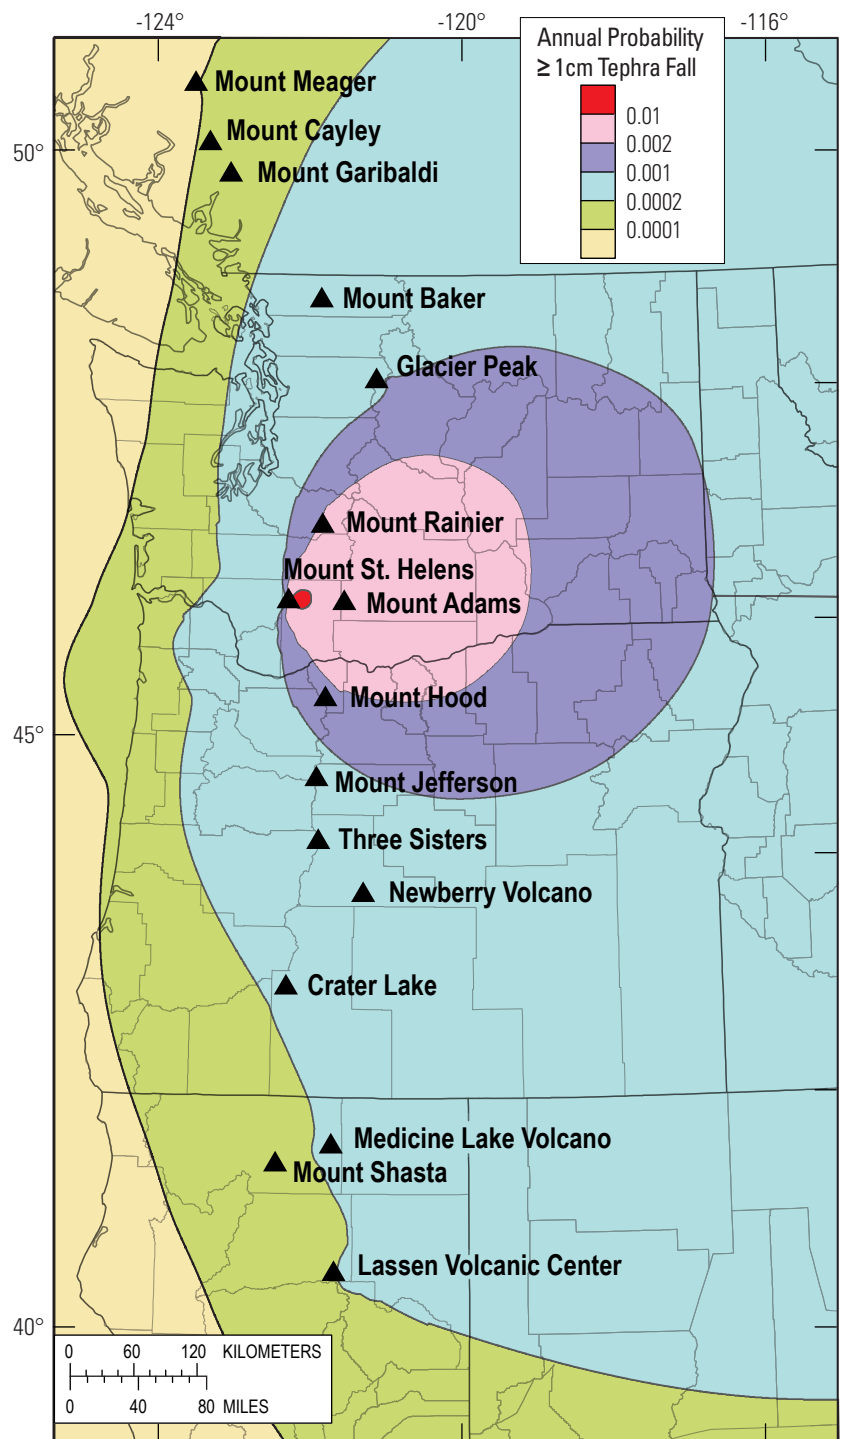 -124°
-120°
-116°
Annual Probability
≥ 1cm Tephra Fall
0.01
0.002
0.001
0.0002
0.0001
50°
45°
40°
Mount Meager
Mount Cayley
Mount Garibaldi
Mount Baker
Glacier Peak
Mount Rainier
Mount St. Helens
Mount Adams
Mount Hood
Mount Jefferson
Three Sisters
Newberry Volcano
Crater Lake
Medicine Lake Volcano
Mount Shasta
Lassen Volcanic Center
0 60 120 KILOMETERS
0 40 80 MILES